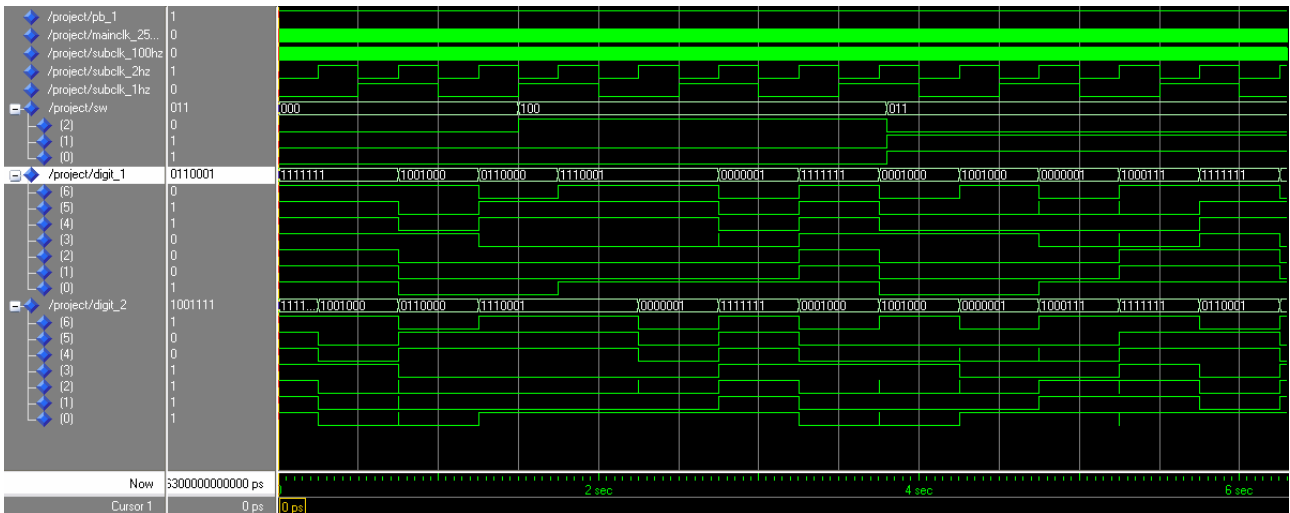 /project/pb_1 1
/project/mainclk_25... 0
/project/subclk_100hz 0
/project/subclk_2hz 1
/project/subclk_1hz 0
/project/sw 011 000 100 011
(2) 0
(1) 1
(0) 1
/project/digit_1 0110001 1111111 1001000 0110000 1110001 0000001 1111111 0001000 1001000 0000001 1000111 1111111
(6) 0
(5) 1
(4) 1
(3) 0
(2) 0
(1) 0
(0) 1
/project/digit_2 1001111 1111... 1001000 0110000 1110001 0000001 1111111 0001000 1001000 0000001 1000111 1111111 0110001
(6) 1
(5) 0
(4) 0
(3) 1
(2) 1
(1) 1
(0) 1
Now 300000000000 ps
2 sec 4 sec 6 sec
Cursor 1 0 ps 0 ps